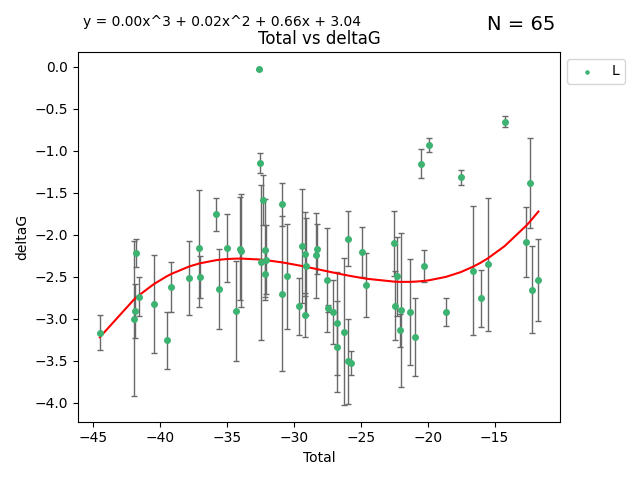 y = 0.00x^3 + 0.02x^2 + 0.66x + 3.04
N = 65
Total vs deltaG
L
deltaG
0.0
−0.5
−1.0
−1.5
−2.0
−2.5
−3.0
−3.5
−4.0
−45 −40 −35 −30 −25 −20 −15
Total